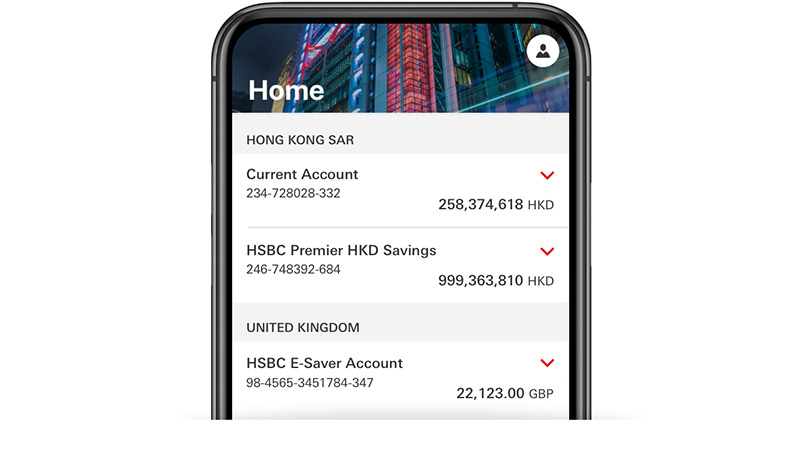 Home
HONG KONG SAR
Current Account
234-728028-332
258,374,618 HKD
HSBC Premier HKD Savings
246-748392-684
999,363,810 HKD
UNITED KINGDOM
HSBC E-Saver Account
98-4565-3451784-347
22,123.00 GBP